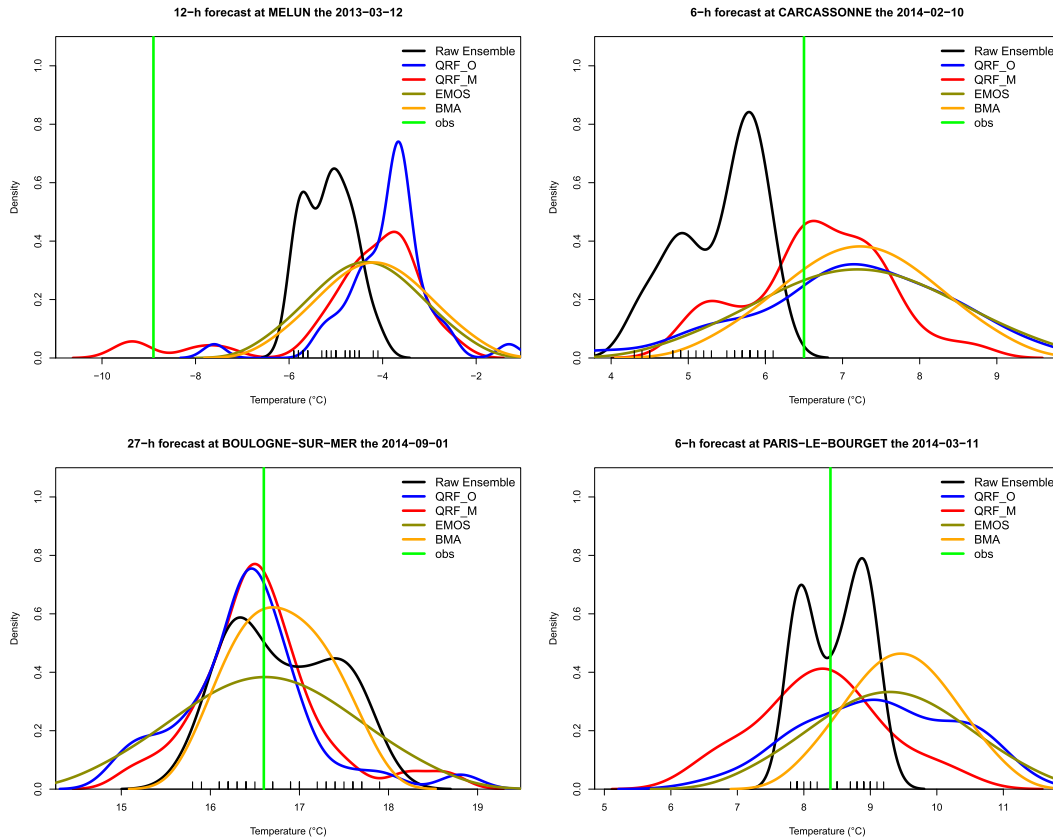 12−h forecast at MELUN the 2013−03−12
Density
0.0 0.2 0.4 0.6 0.8 1.0
Raw Ensemble
QRF_O
QRF_M
EMOS
BMA
obs
−10 −8 −6 −4 −2
Temperature (°C)
6−h forecast at CARCASSONNE the 2014−02−10
Density
0.0 0.2 0.4 0.6 0.8 1.0
Raw Ensemble
QRF_O
QRF_M
EMOS
BMA
obs
4 5 6 7 8 9
Temperature (°C)
27−h forecast at BOULOGNE−SUR−MER the 2014−09−01
Density
0.0 0.2 0.4 0.6 0.8 1.0
Raw Ensemble
QRF_O
QRF_M
EMOS
BMA
obs
15 16 17 18 19
Temperature (°C)
6−h forecast at PARIS−LE−BOURGET the 2014−03−11
Density
0.0 0.2 0.4 0.6 0.8 1.0
Raw Ensemble
QRF_O
QRF_M
EMOS
BMA
obs
5 6 7 8 9 10 11
Temperature (°C)